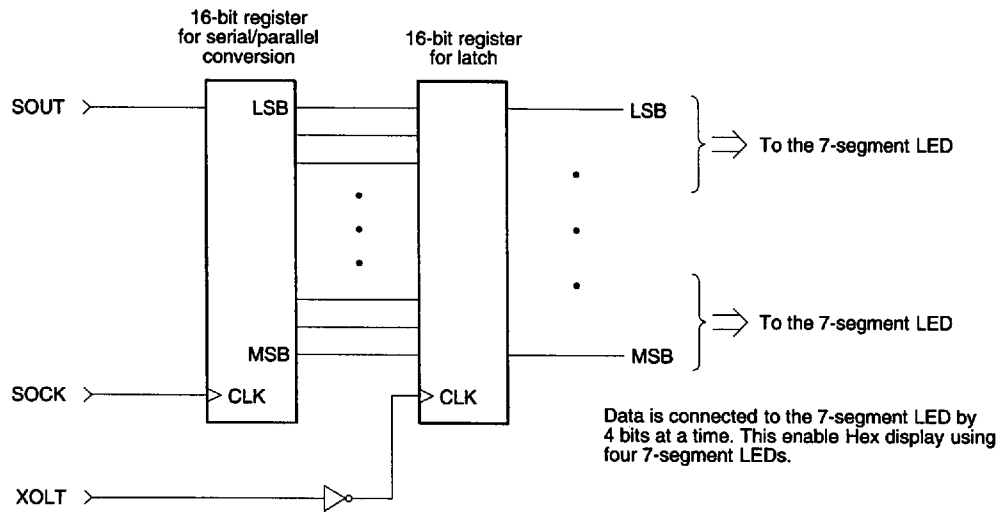 16-bit register
for serial/parallel
conversion
16-bit register
for latch
SOUT
LSB
LSB
To the 7-segment LED
To the 7-segment LED
MSB
MSB
SOCK
CLK
CLK
Data is connected to the 7-segment LED by
4 bits at a time. This enable Hex display using
four 7-segment LEDs.
XOLT